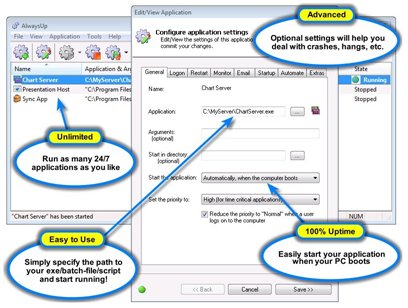 AlwaysUp
File View Application Tools Help
Name
Application & A
Chart Server
"C:\MyServer\Chart
Presentation Host
"C:\Program Files
Sync App
"C:\Program Files
"Chart Server" has been started
State
Running
Stopped
Stopped
NUM
Edit/View Application
Configure application settings
Edit/View the settings of this application
commit your changes.
General Logon Restart Monitor Email Startup Automate Extras
Name:
Chart Server
Application:
C:\MyServer\ChartServer.exe
...
Arguments:
(optional)
Start in directory:
(optional)
...
Start the application:
Automatically, when the computer boots
Set the priority to:
High (for time critical applications)
Reduce the priority to "Normal" when a user
logs on to the computer
<< Back
Cancel
Save >>
Advanced
Optional settings will help you
deal with crashes, hangs, etc.
Unlimited
Run as many 24/7
applications as you like
Easy to Use
Simply specify the path to
your exe/batch-file/script
and start running!
100% Uptime
Easily start your application
when your PC boots